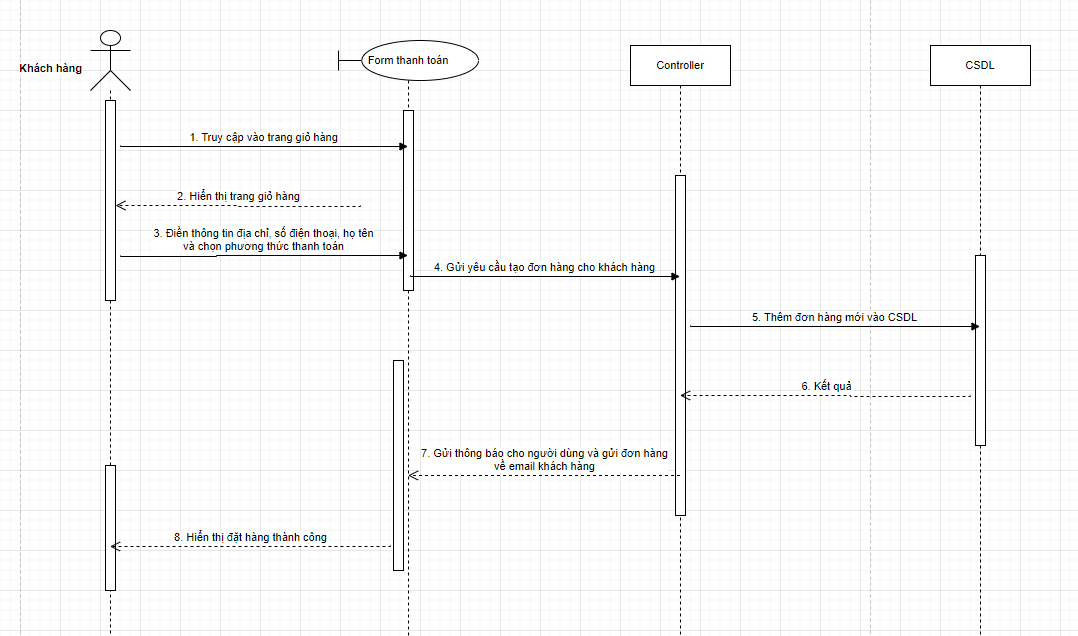 Khách hàng
Form thanh toán
Controller
CSDL
1. Truy cập vào trang giỏ hàng
2. Hiển thị trang giỏ hàng
3. Điền thông tin địa chỉ, số điện thoại, họ tên
và chọn phương thức thanh toán
4. Gửi yêu cầu tạo đơn hàng cho khách hàng
5. Thêm đơn hàng mới vào CSDL
6. Kết quả
7. Gửi thông báo cho người dùng và gửi đơn hàng
về email khách hàng
8. Hiển thị đặt hàng thành công